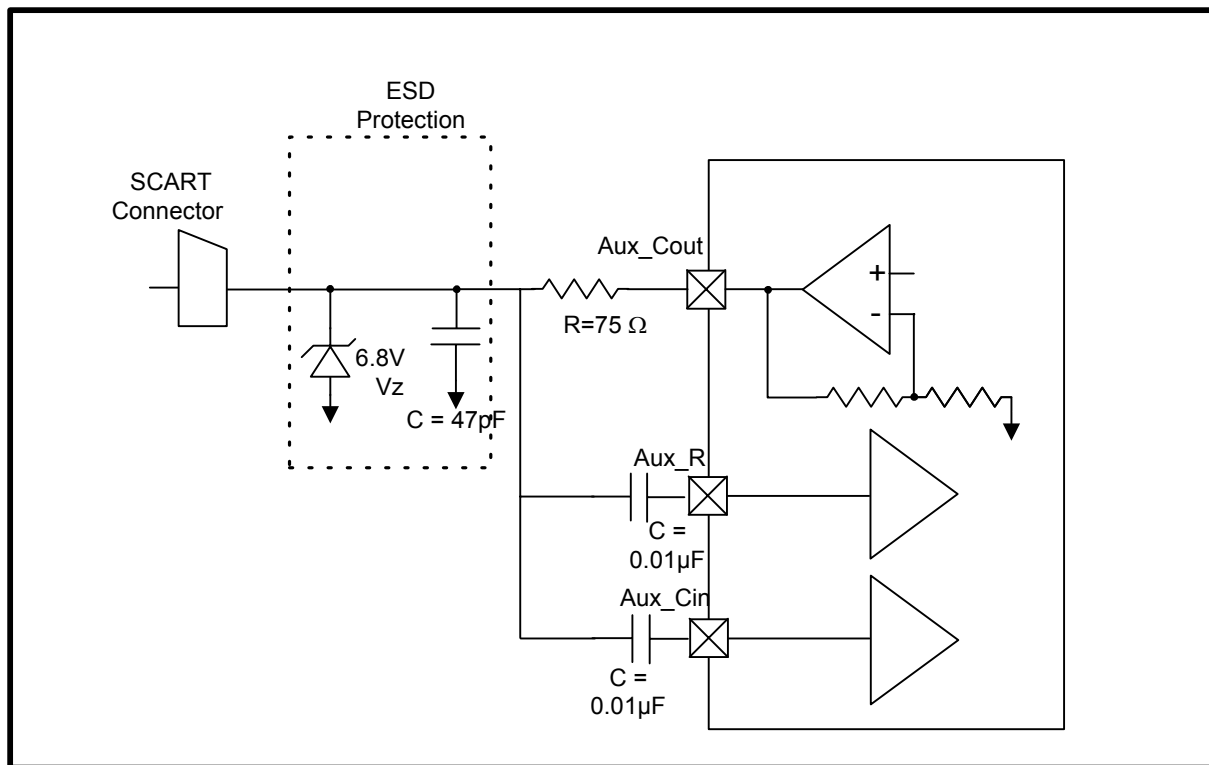 ESD
Protection
SCART
Connector
Aux_Cout
+
-
R=75 Ω
6.8V
Vz
C = 47pF
Aux_R
C =
0.01µF
Aux_Cin
C =
0.01µF